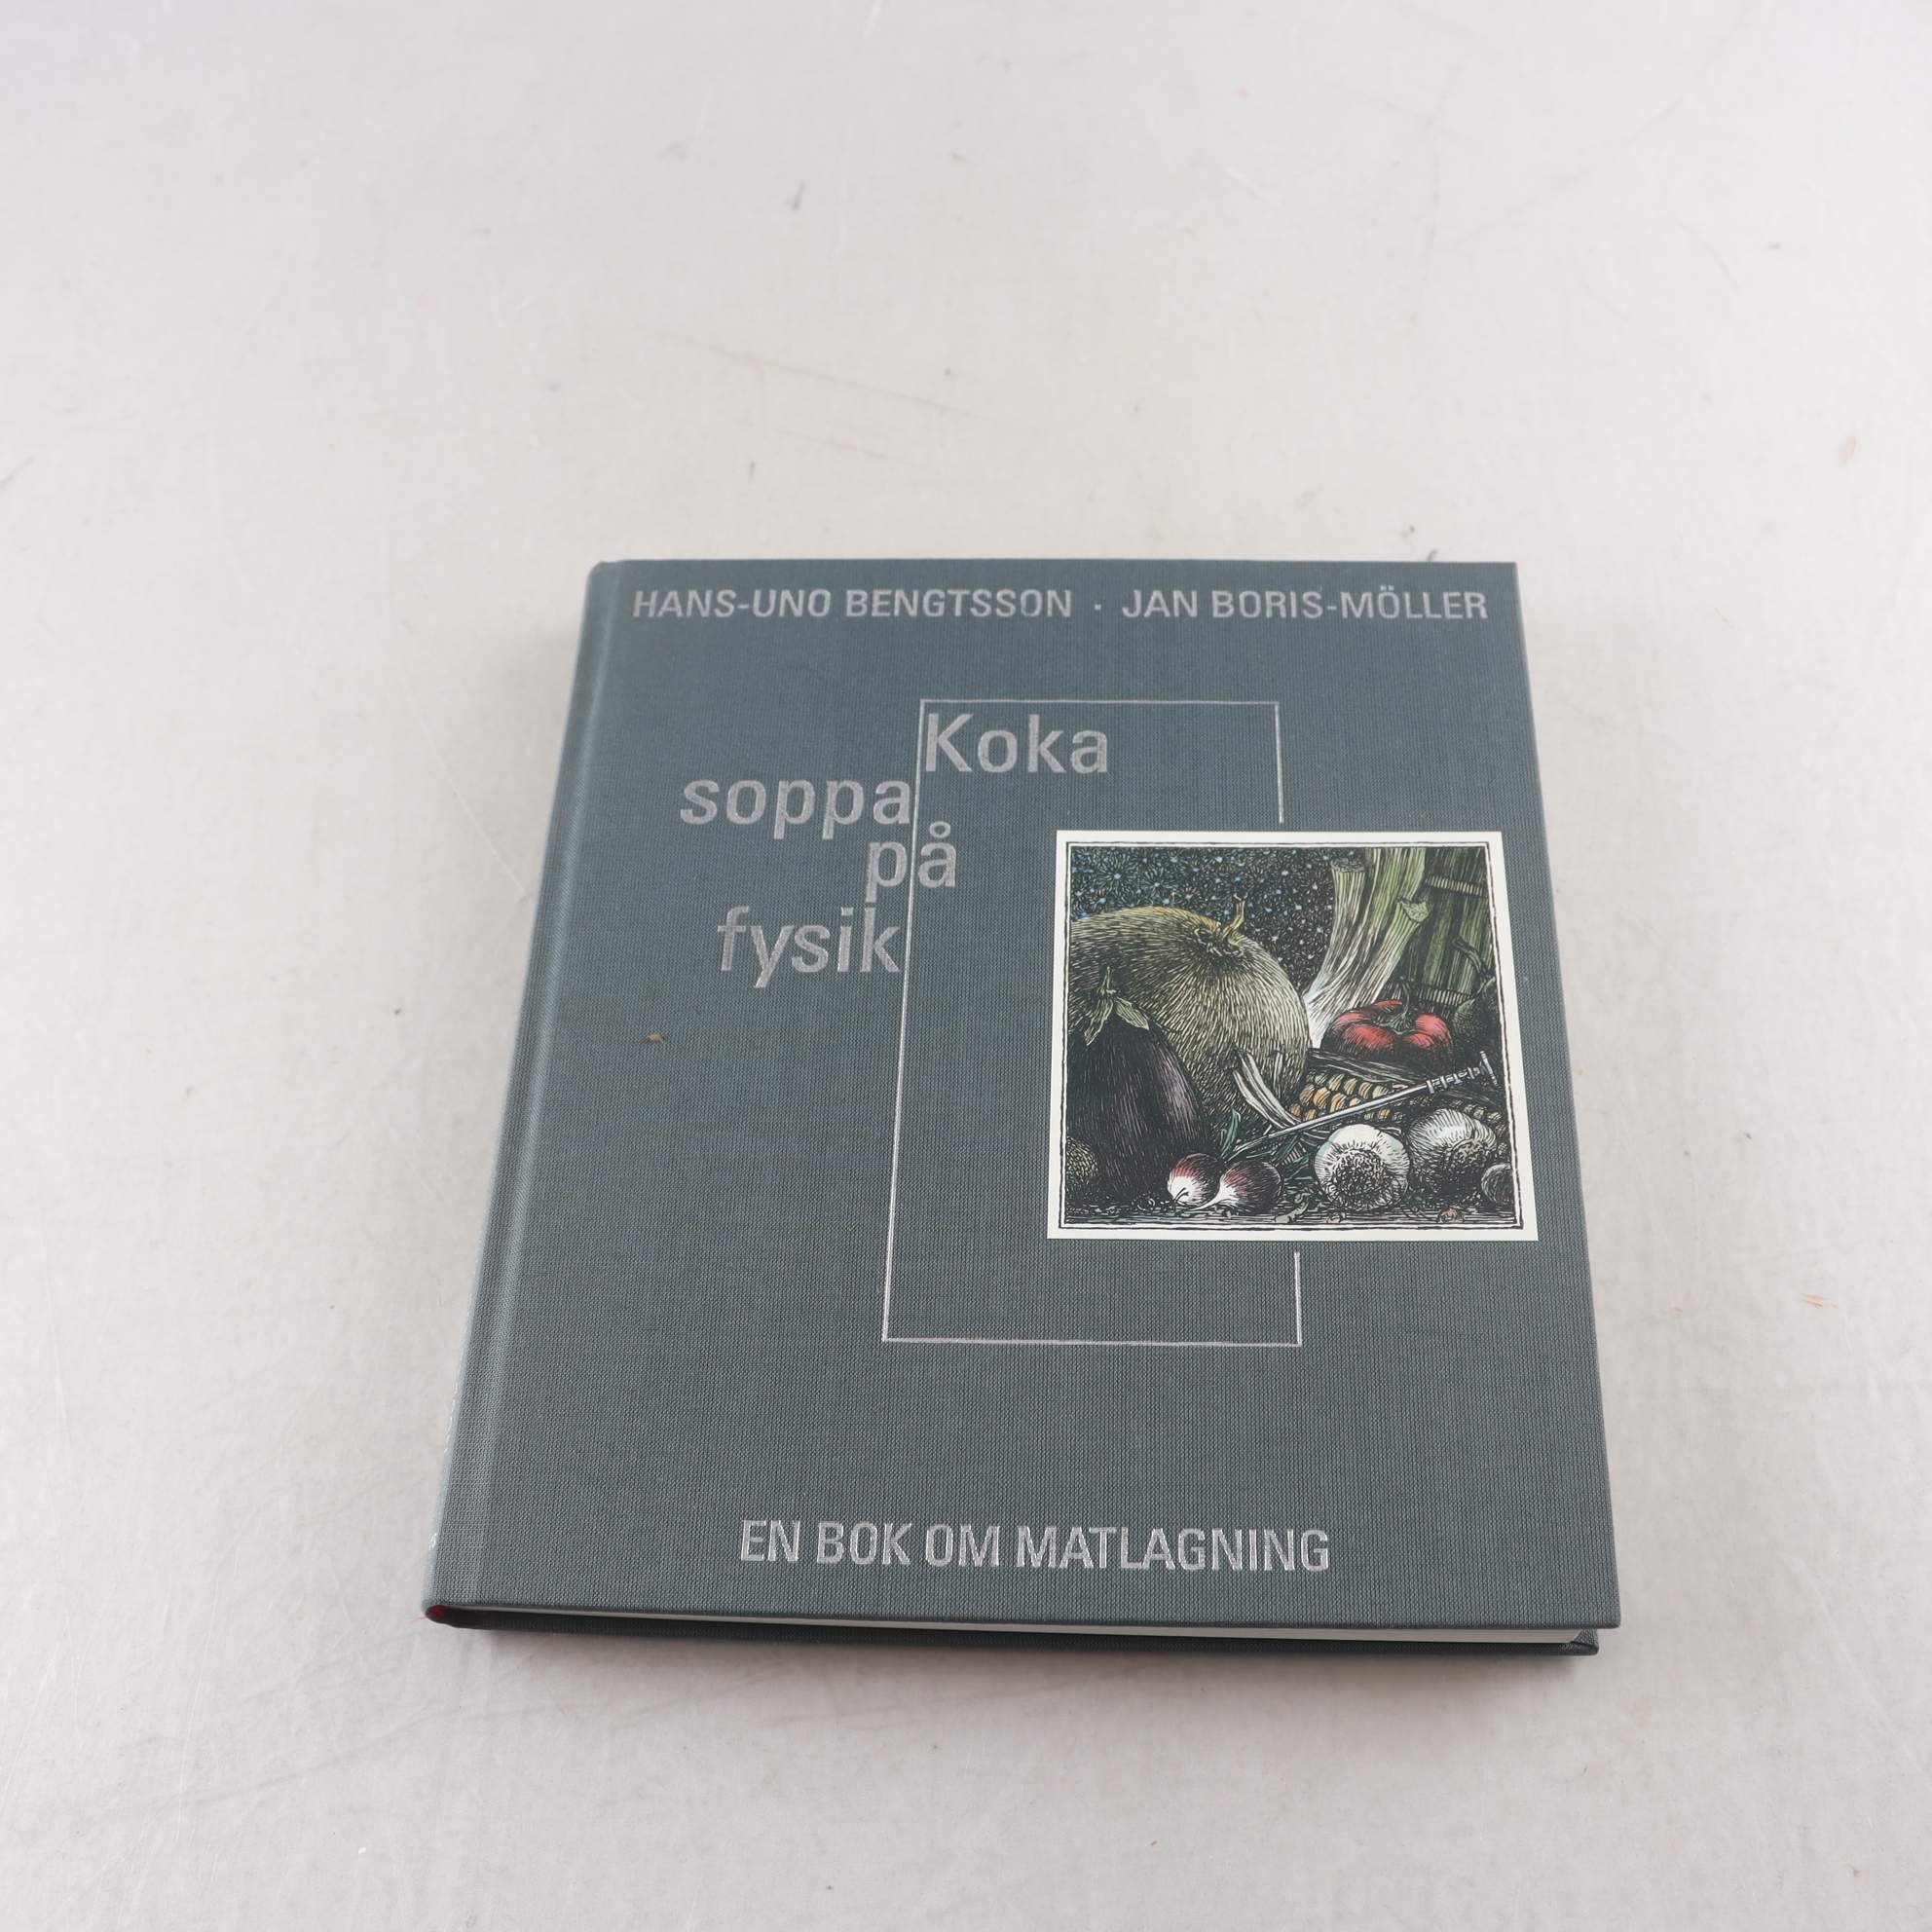 HANS-UNO BENGTSSON · JAN BORIS-MÖLLER
Koka
soppa
på
fysik
EN BOK OM MATLAGNING